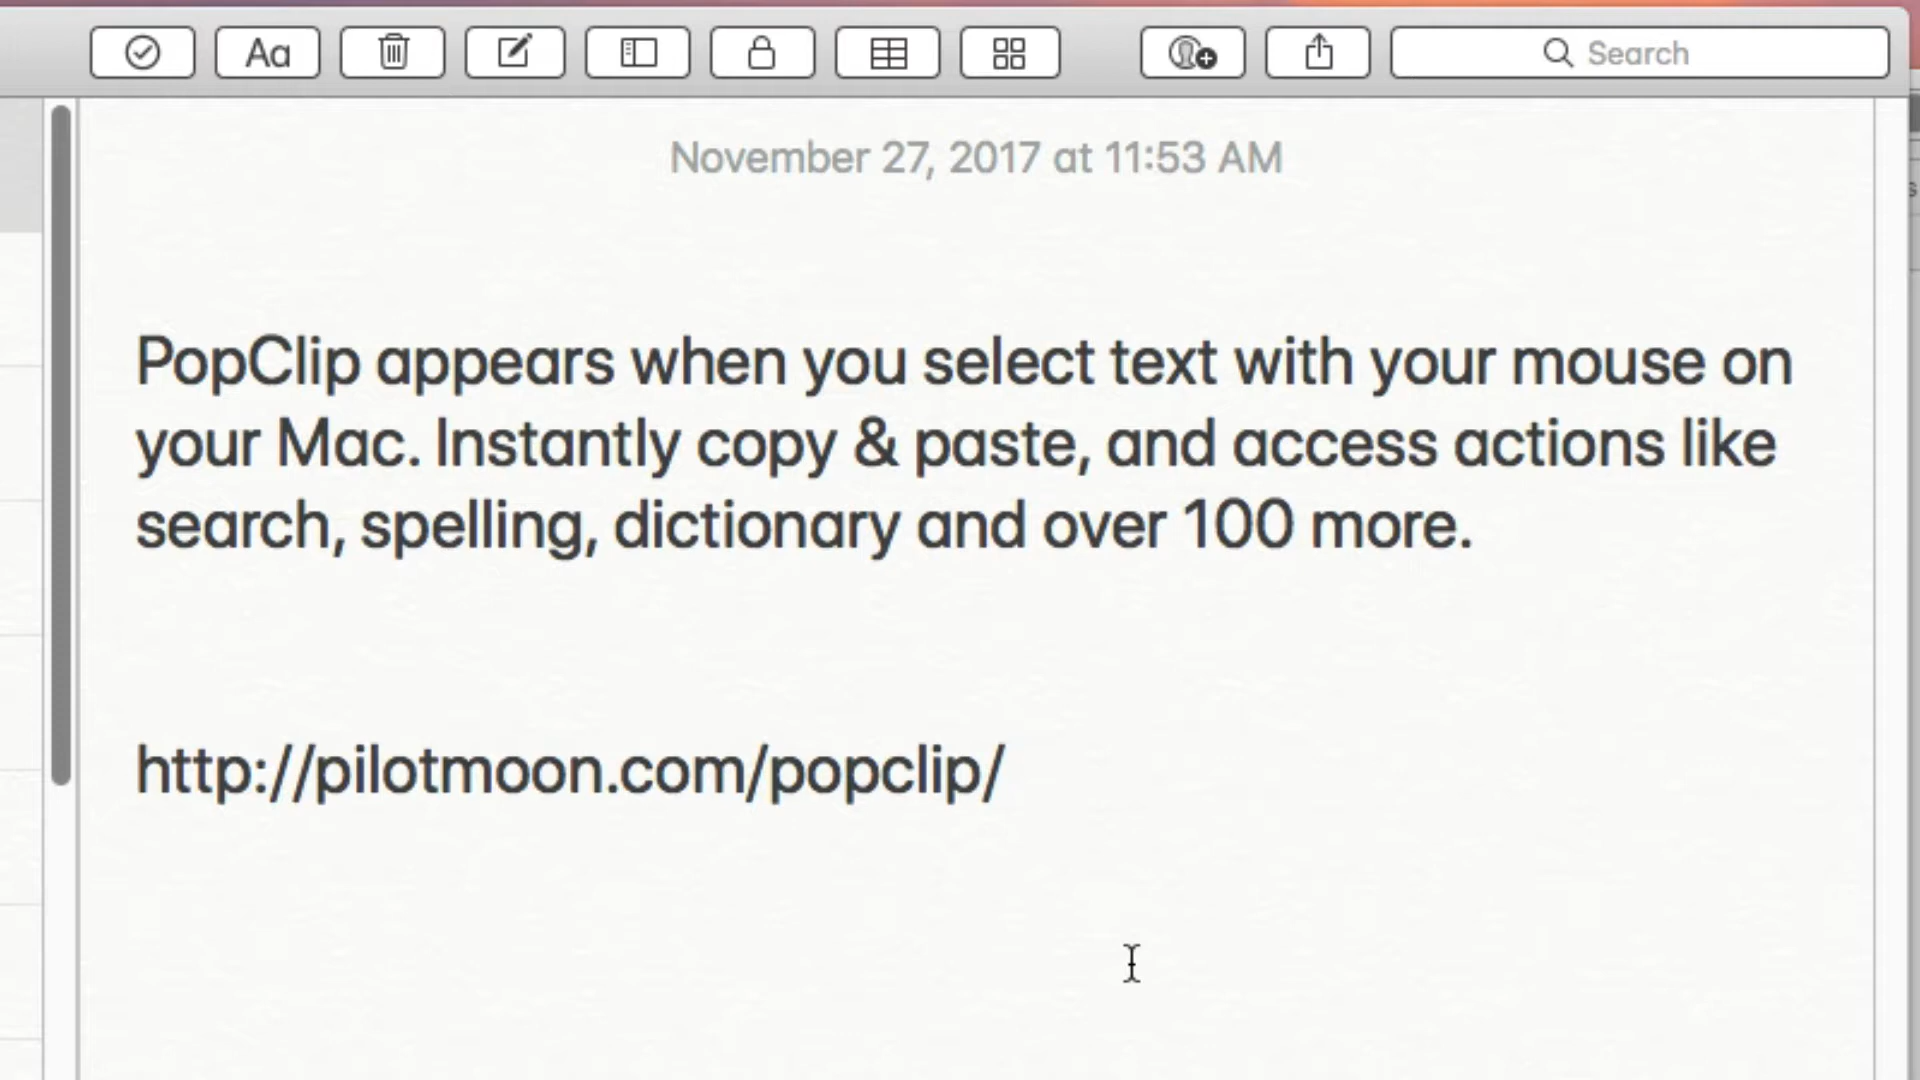 Aa
Search
November 27, 2017 at 11:53 AM
PopClip appears when you select text with your mouse on
your Mac. Instantly copy & paste, and access actions like
search, spelling, dictionary and over 100 more.
http://pilotmoon.com/popclip/